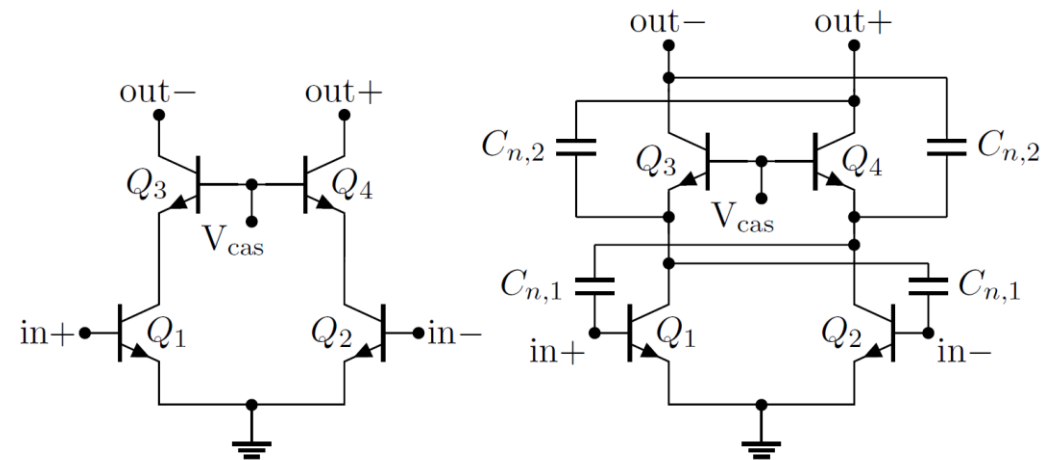 out− out+
Q3 Q4
Vcas
in+ Q1 Q2 in−
out− out+
Cn,2 Q3 Q4 Cn,2
Vcas
Cn,1 Cn,1
in+ Q1 Q2 in−